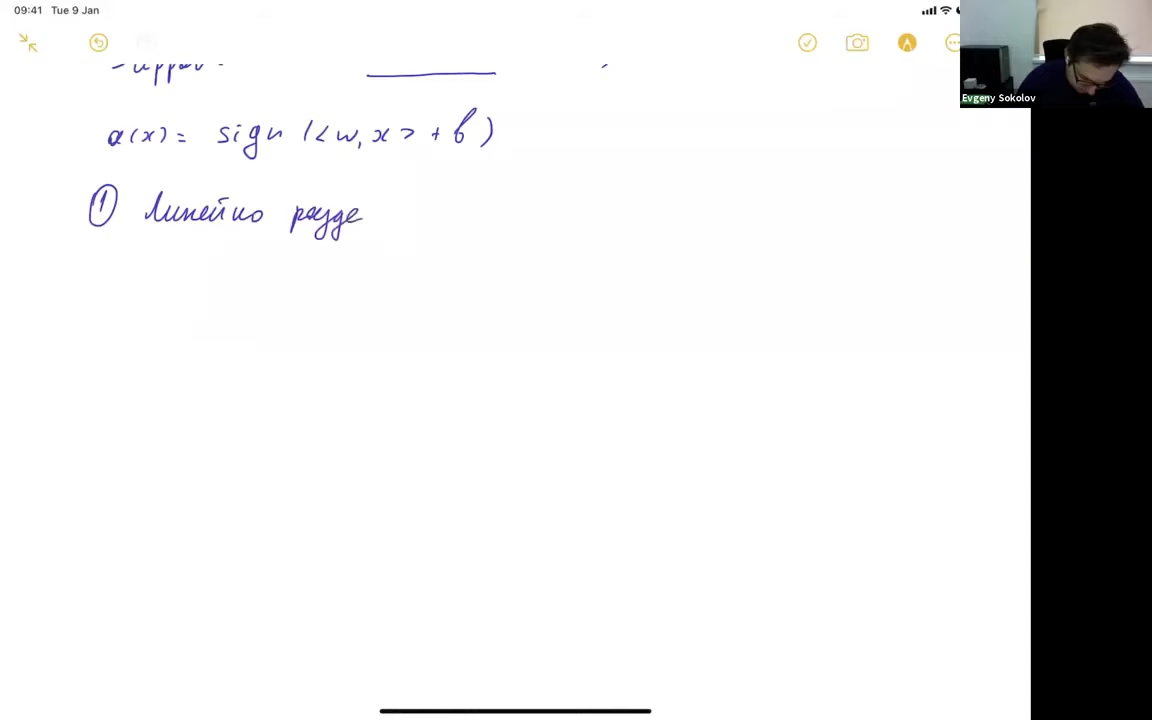 09:41 Tue 9 Jan
Evgeny Sokolov
a(x) = sign (<w, x> + b)
① Линейно разде